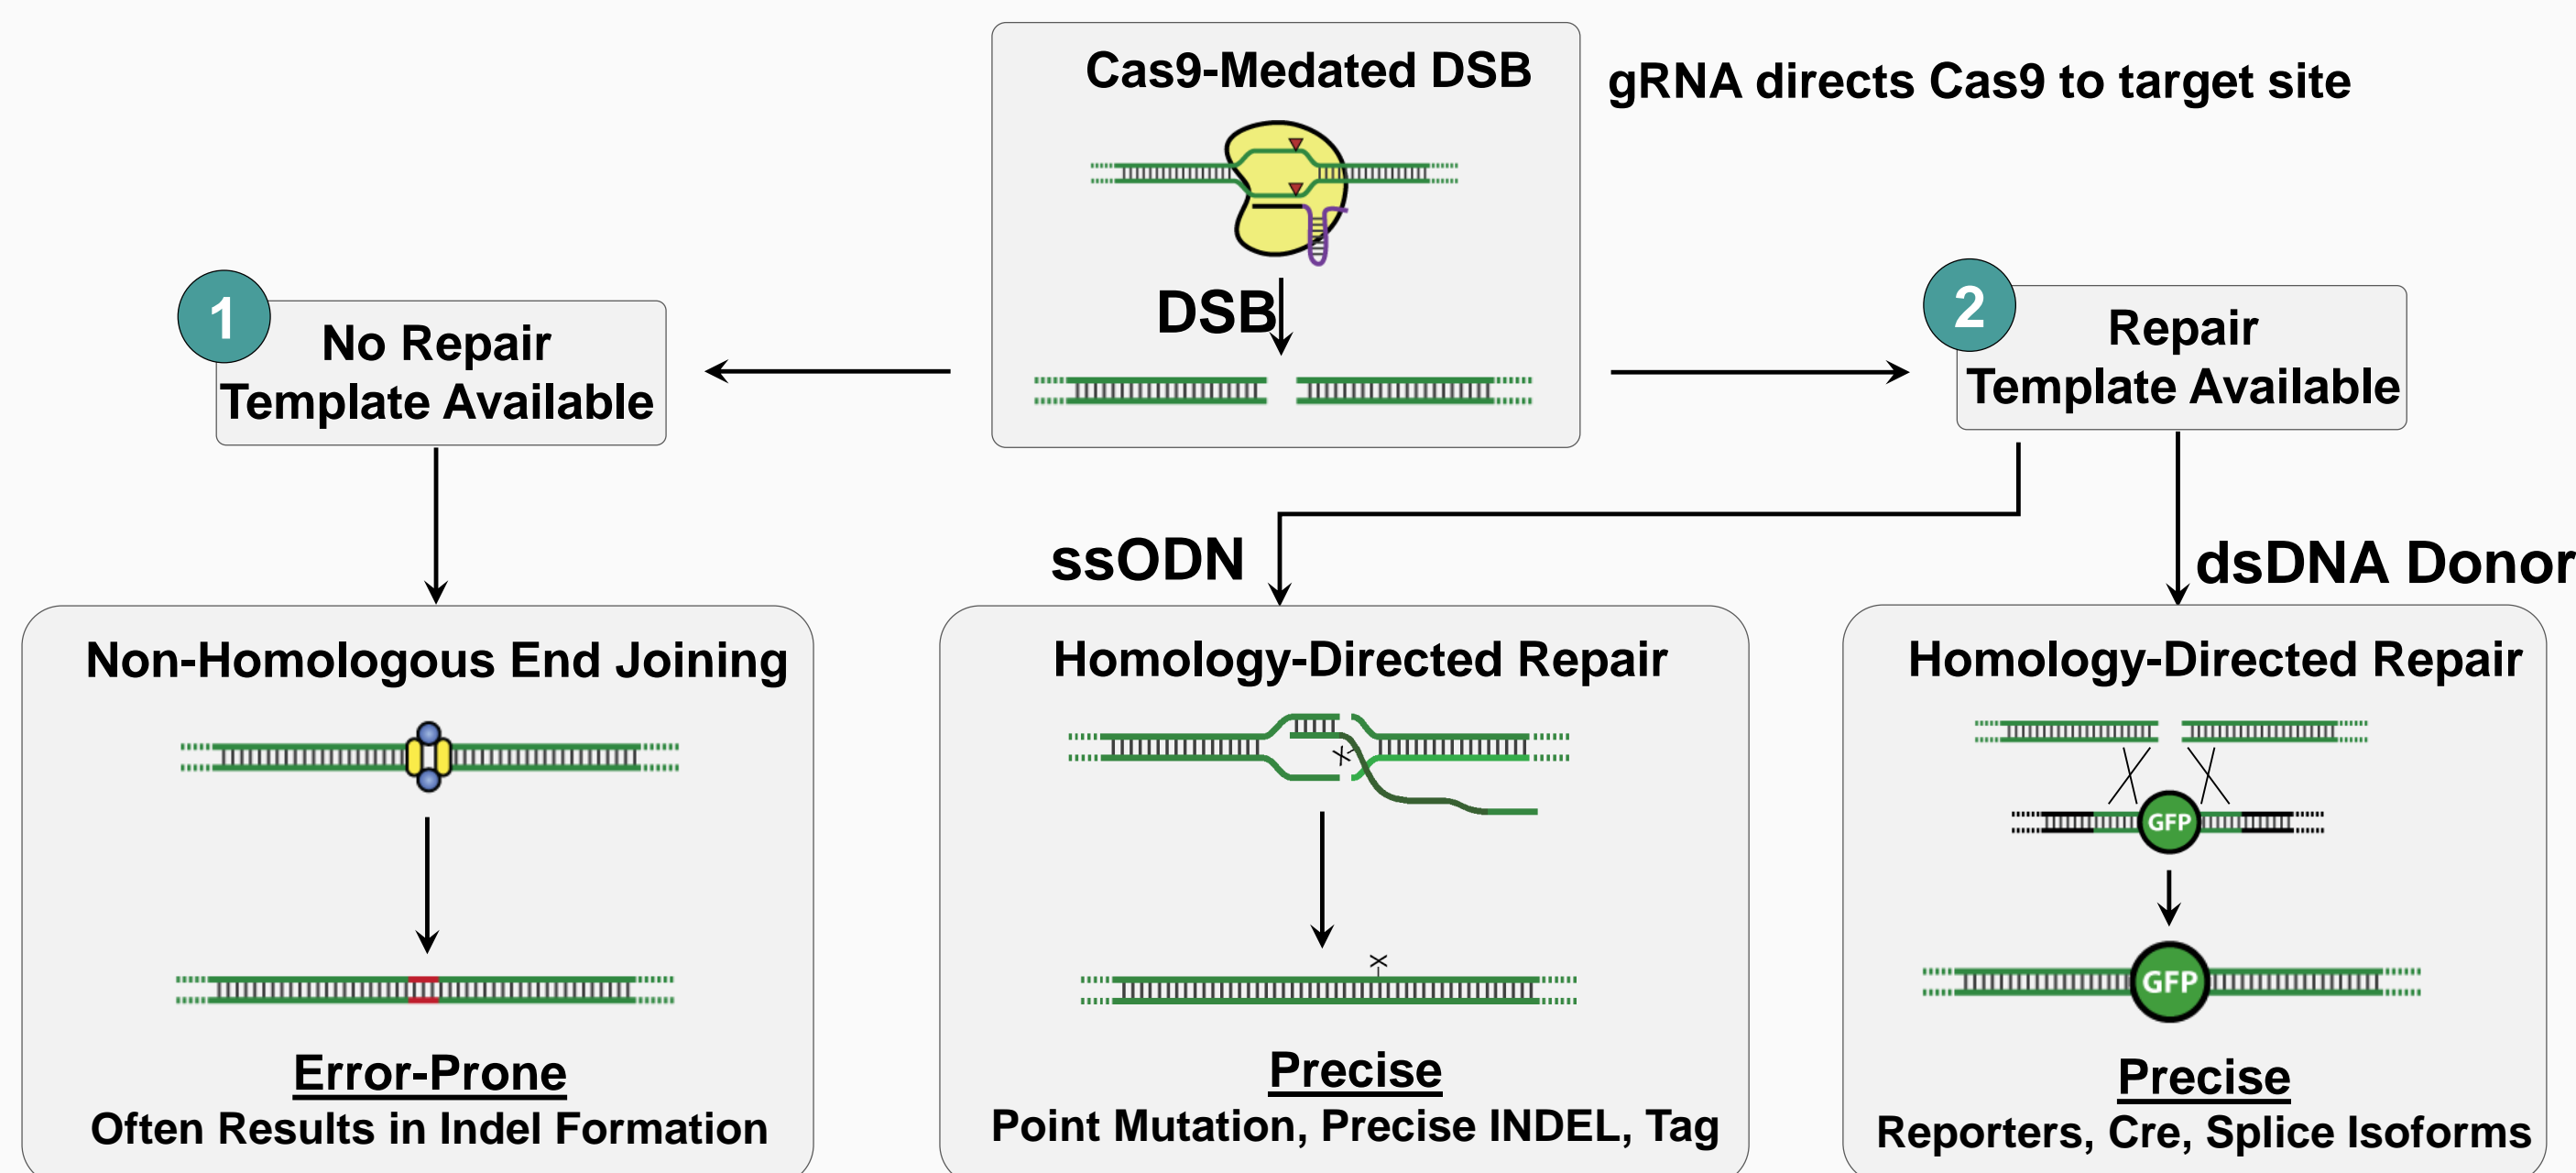 Cas9-Medated DSB
gRNA directs Cas9 to target site
DSB
1
No Repair
Template Available
2
Repair
Template Available
ssODN
dsDNA Donor
Non-Homologous End Joining
Error-Prone
Often Results in Indel Formation
Homology-Directed Repair
X
X
Precise
Point Mutation, Precise INDEL, Tag
Homology-Directed Repair
GFP
GFP
Precise
Reporters, Cre, Splice Isoforms